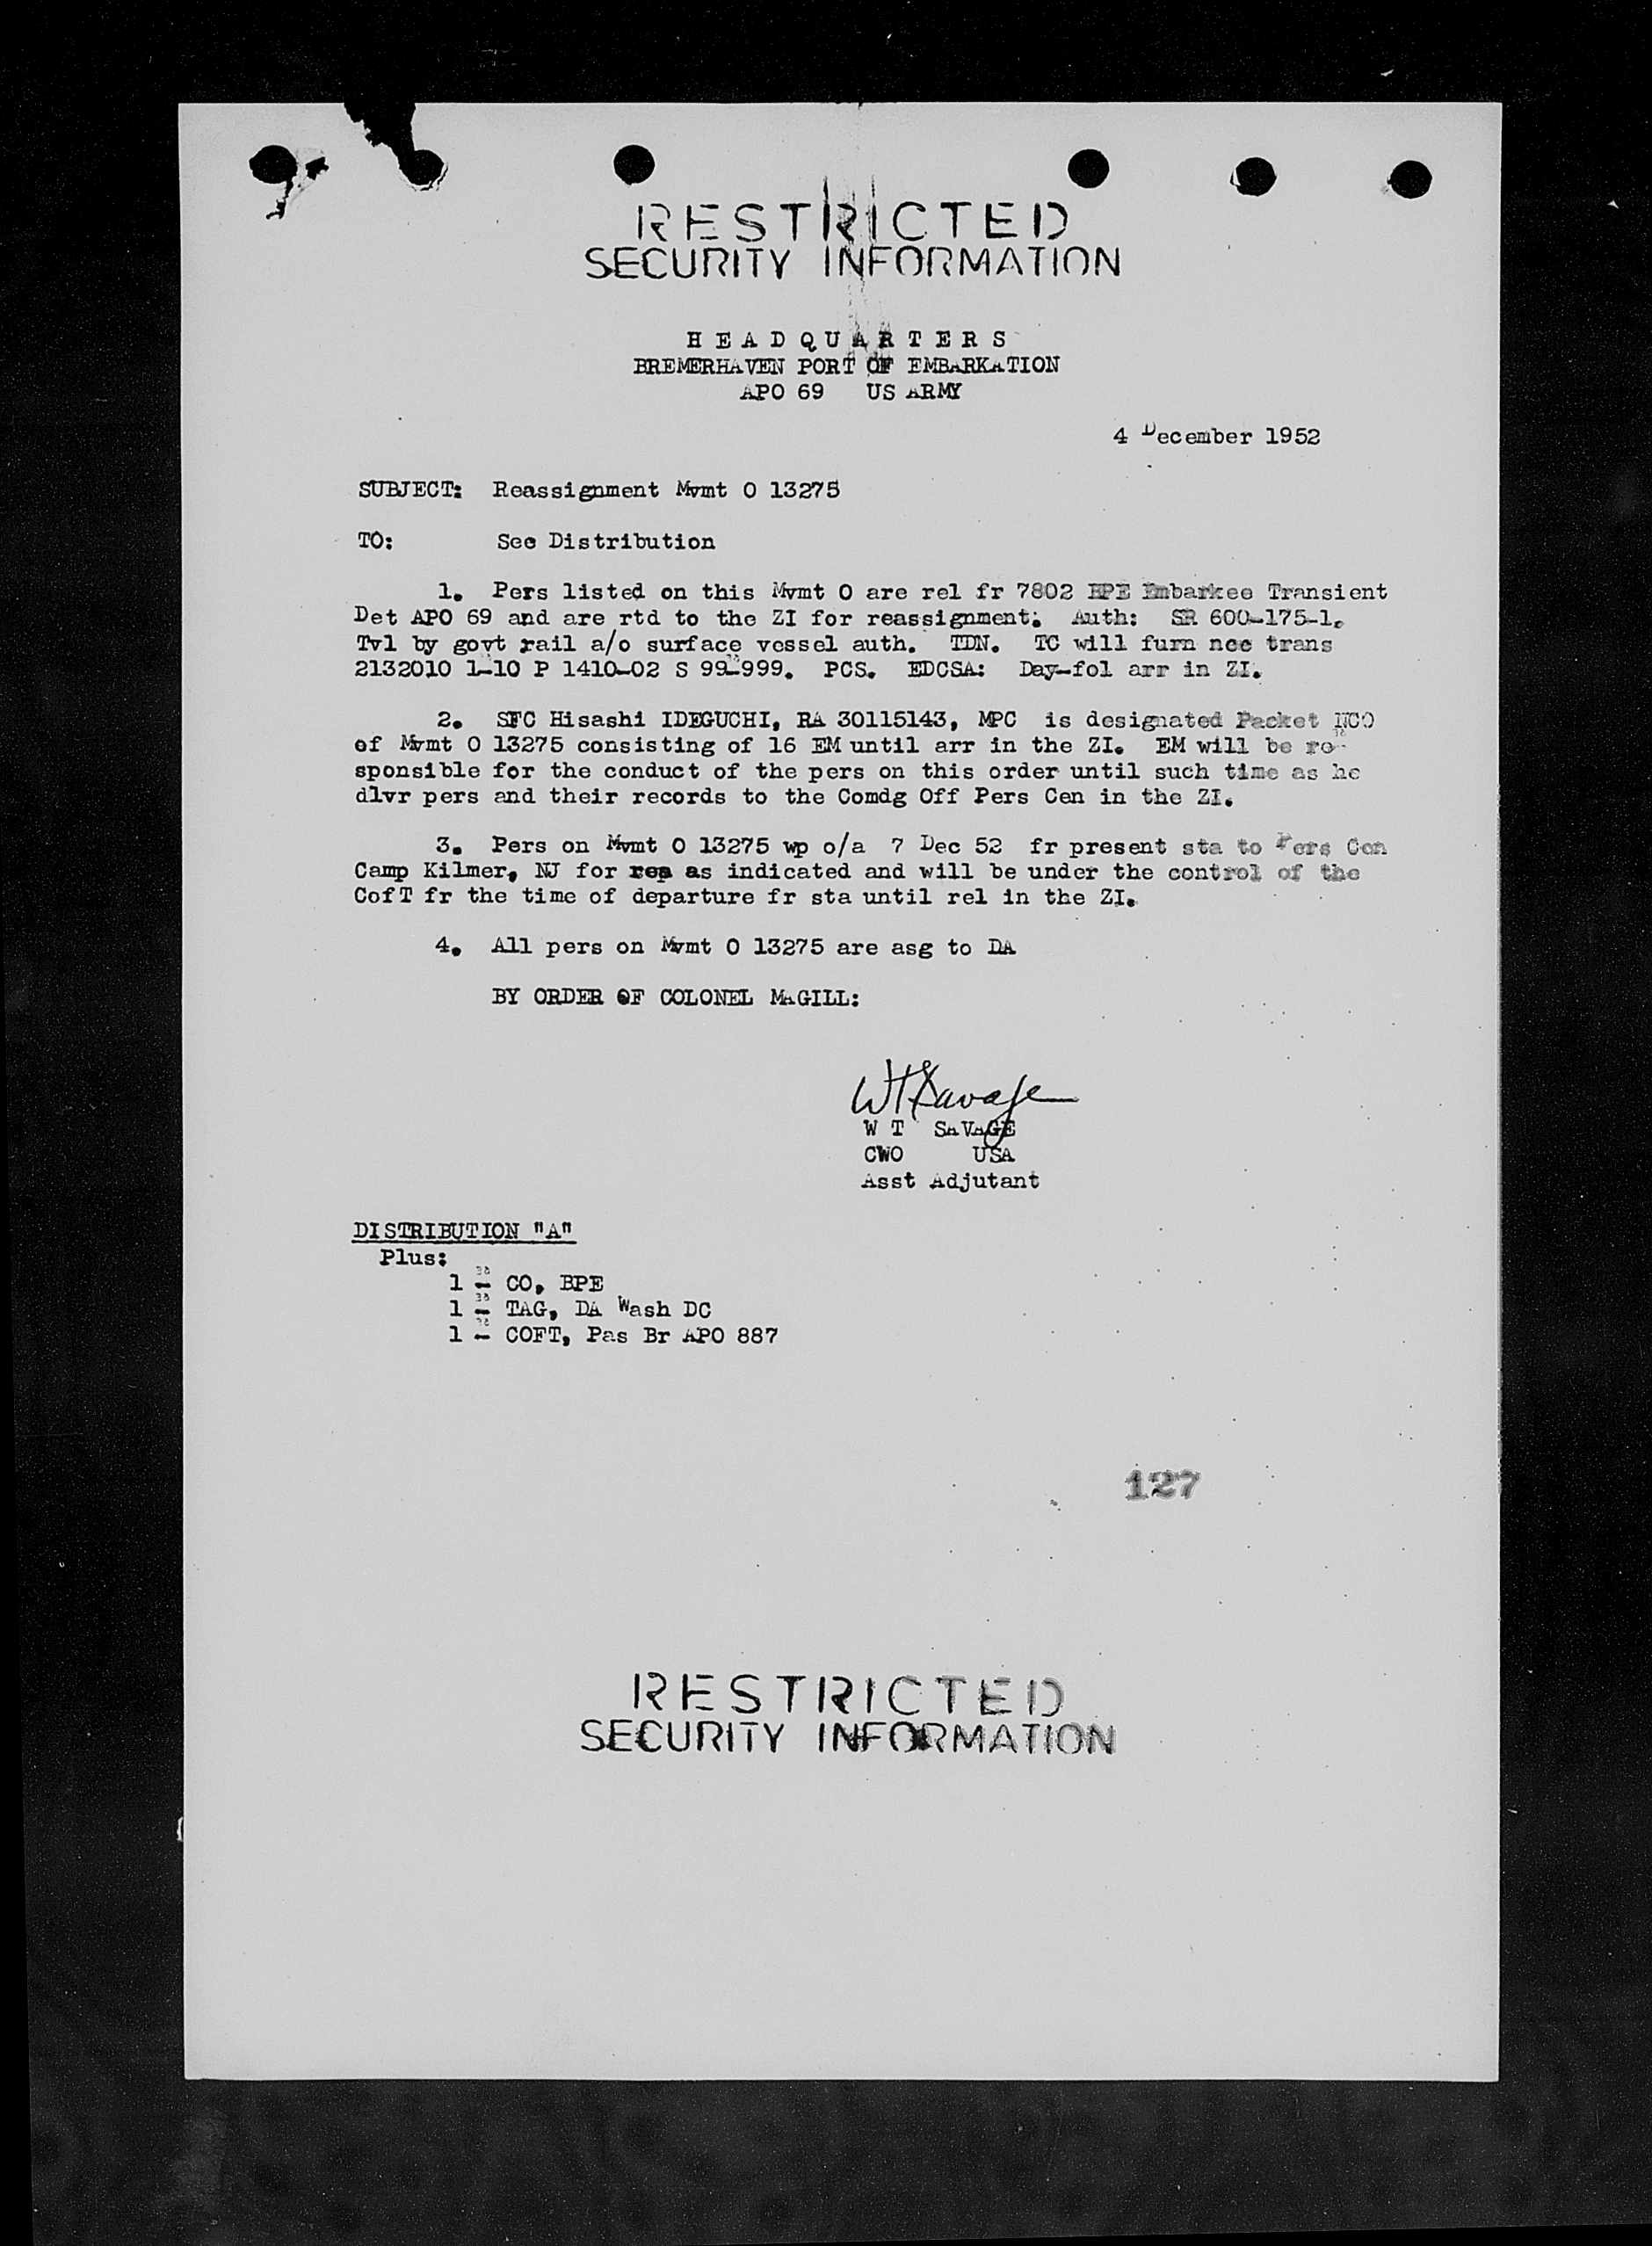 RESTRICTED
SECURITY INFORMATION
H E A D Q U A R T E R S
BREMERHAVEN PORT OF EMBARKATION
APO 69 US ARMY
4 December 1952
SUBJECT: Reassignment Mvmt O 13275
TO: See Distribution
1. Pers listed on this Mvmt O are rel fr 7802 BPE Embarkee Transient
Det APO 69 and are rtd to the ZI for reassignment. Auth: SR 600-175-1.
Tvl by govt rail a/o surface vessel auth. TDN. TC will furn nec trans
2132010 1-10 P 1410-02 S 99-999. PCS. EDCSA: Day-fol arr in ZI.
2. SFC Hisashi IDEGUCHI, RA 30115143, MPC is designated Packet NCO
of Mvmt O 13275 consisting of 16 EM until arr in the ZI. EM will be re-
sponsible for the conduct of the pers on this order until such time as he
dlvr pers and their records to the Comdg Off Pers Cen in the ZI.
3. Pers on Mvmt O 13275 wp o/a 7 Dec 52 fr present sta to Pers Cen
Camp Kilmer, NJ for rea as indicated and will be under the control of the
CofT fr the time of departure fr sta until rel in the ZI.
4. All pers on Mvmt O 13275 are asg to DA
BY ORDER OF COLONEL MAGILL:
WTSavage
W T SAVAGE
CWO USA
Asst Adjutant
DISTRIBUTION "A"
Plus:
1 - CO, BPE
1 - TAG, DA Wash DC
1 - COFT, Pas Br APO 887
127
RESTRICTED
SECURITY INFORMATION